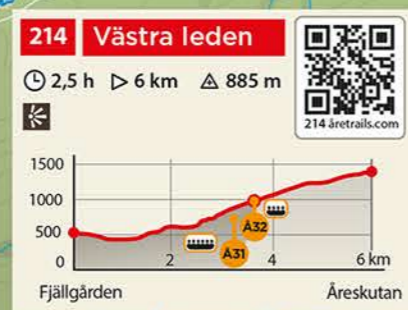 214 Västra leden
2,5 h 6 km 885 m
214 åretrails.com
1500
1000
500
0
2 4 6 km
Å32
Å31
Fjällgården Åreskutan